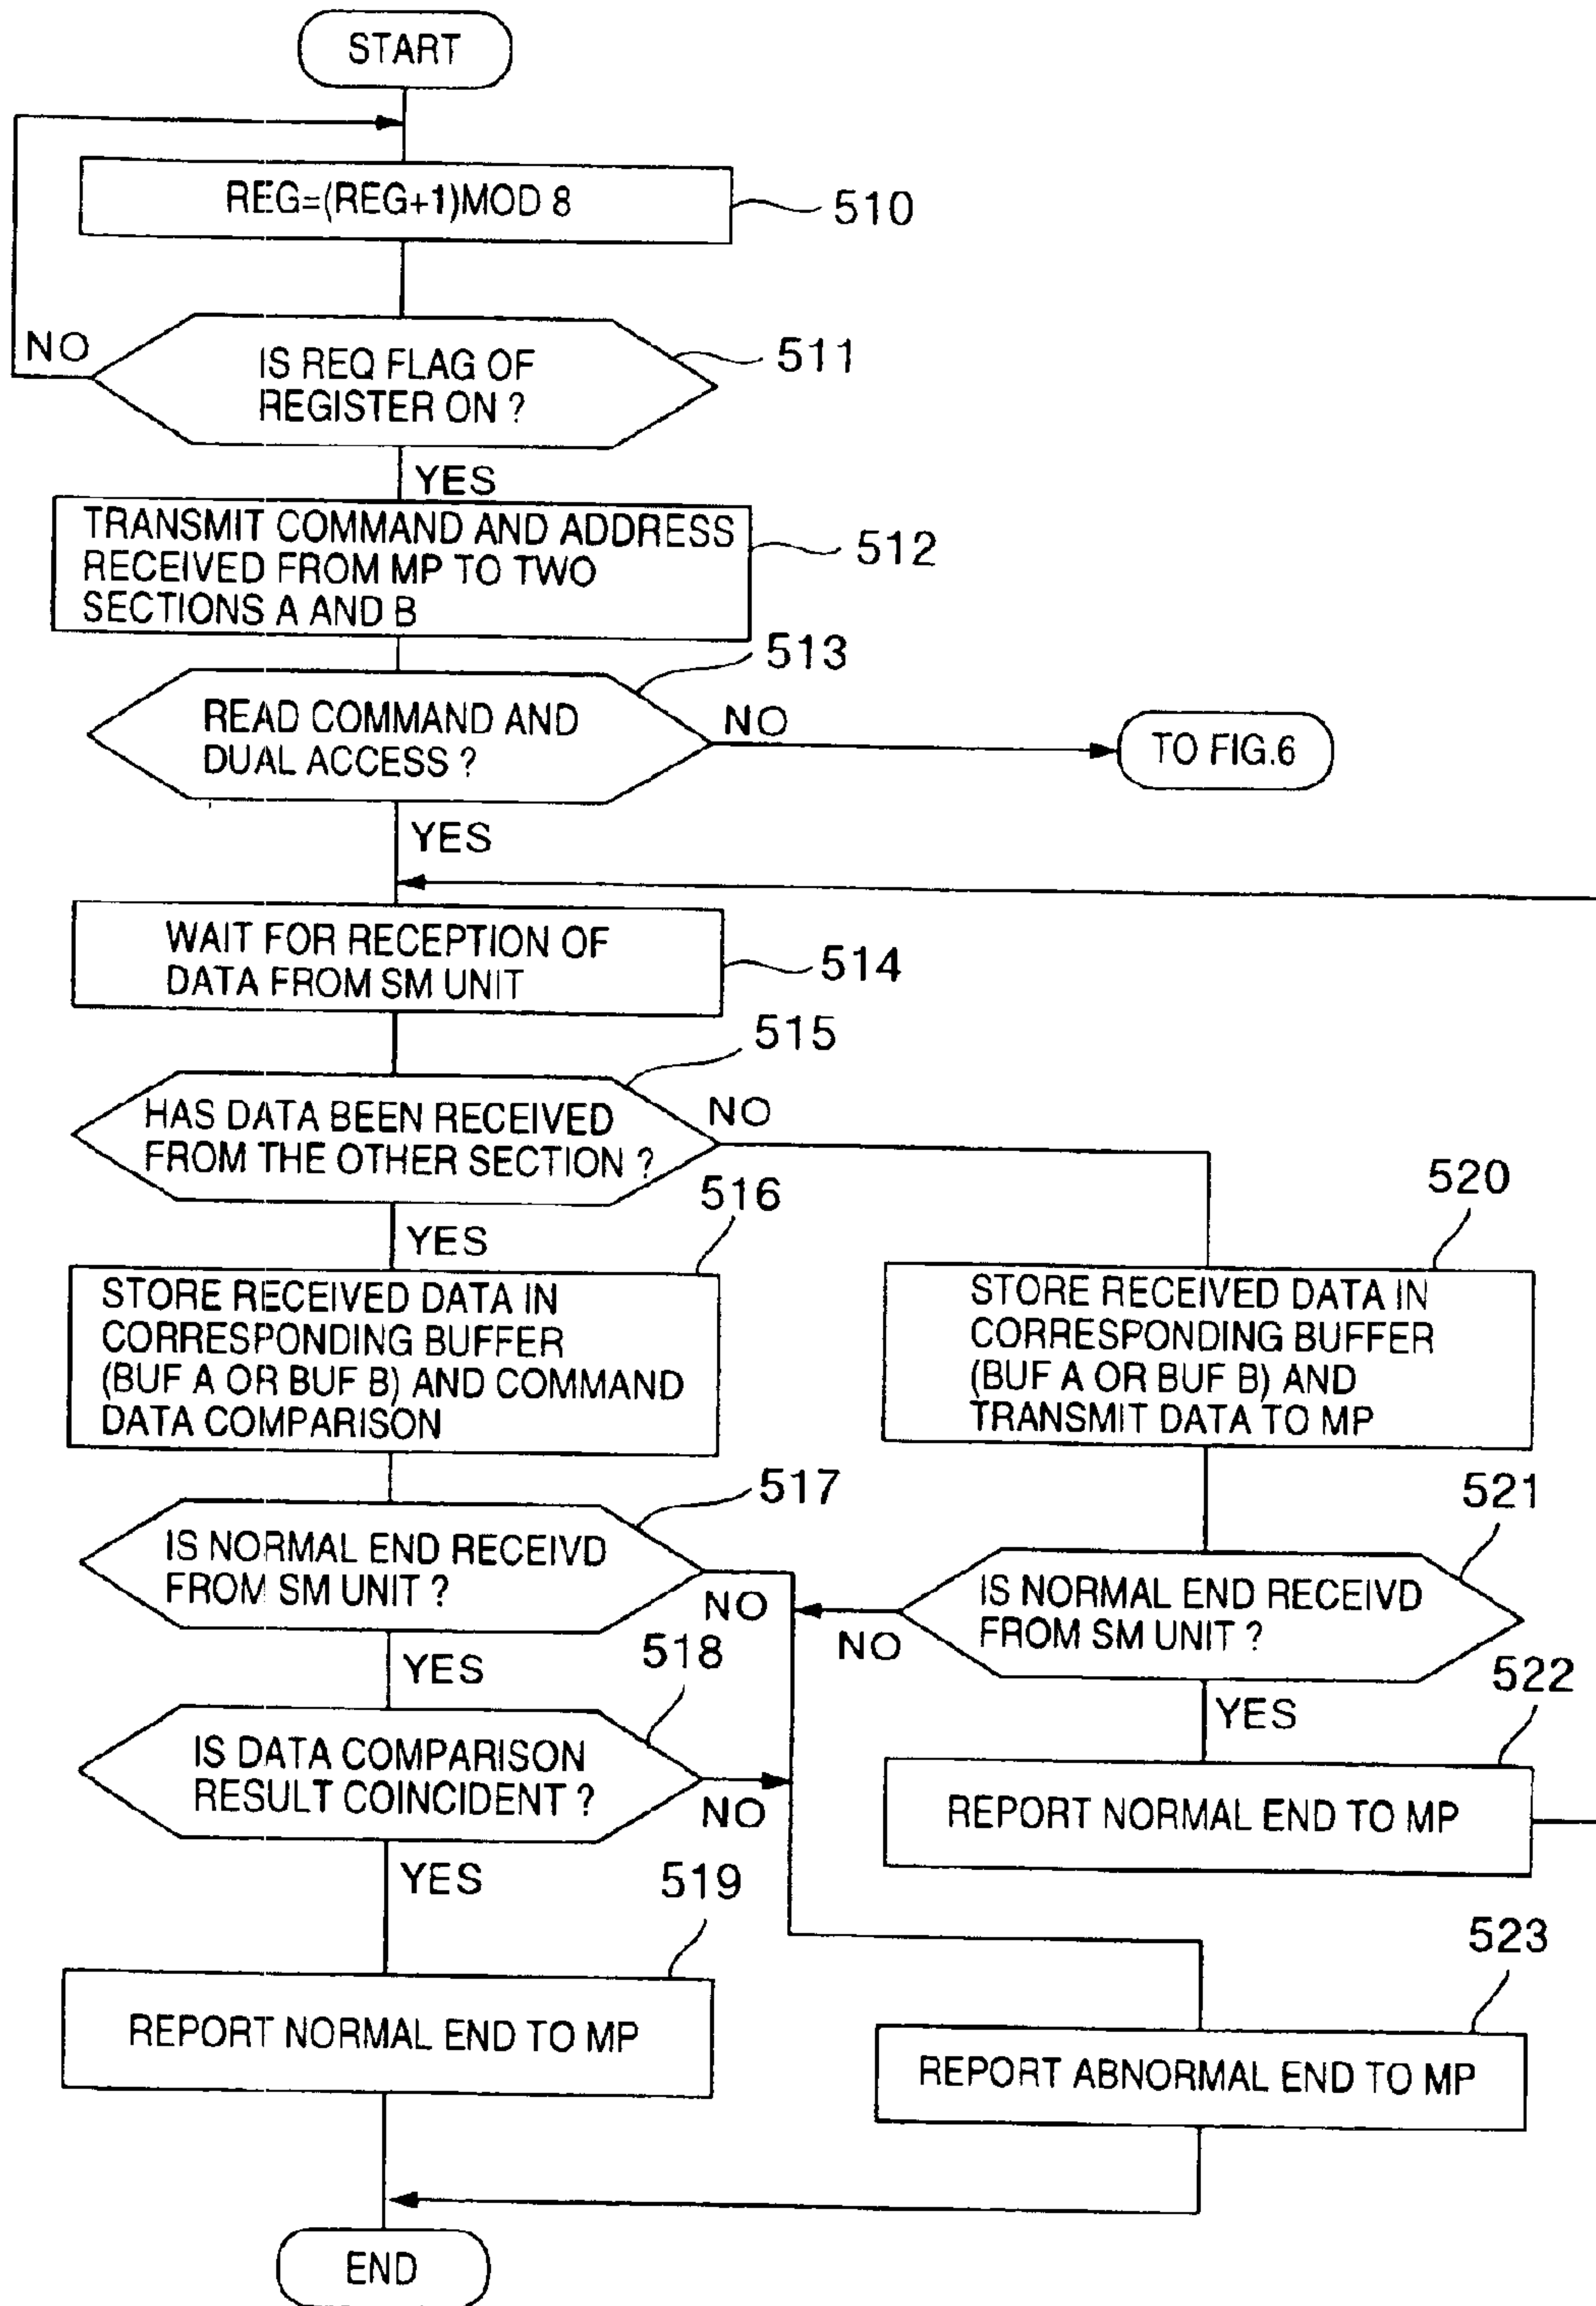 START
REG=(REG+1)MOD 8
510
NO
IS REQ FLAG OF
REGISTER ON ?
511
YES
TRANSMIT COMMAND AND ADDRESS
RECEIVED FROM MP TO TWO
SECTIONS A AND B
512
513
READ COMMAND AND
DUAL ACCESS ?
NO
TO FIG.6
YES
WAIT FOR RECEPTION OF
DATA FROM SM UNIT
514
515
HAS DATA BEEN RECEIVED
FROM THE OTHER SECTION ?
NO
YES
516
STORE RECEIVED DATA IN
CORRESPONDING BUFFER
(BUF A OR BUF B) AND COMMAND
DATA COMPARISON
520
STORE RECEIVED DATA IN
CORRESPONDING BUFFER
(BUF A OR BUF B) AND
TRANSMIT DATA TO MP
517
IS NORMAL END RECEIVD
FROM SM UNIT ?
NO
521
IS NORMAL END RECEIVD
FROM SM UNIT ?
NO
YES
518
IS DATA COMPARISON
RESULT COINCIDENT ?
NO
YES
522
REPORT NORMAL END TO MP
YES
519
REPORT NORMAL END TO MP
523
REPORT ABNORMAL END TO MP
END